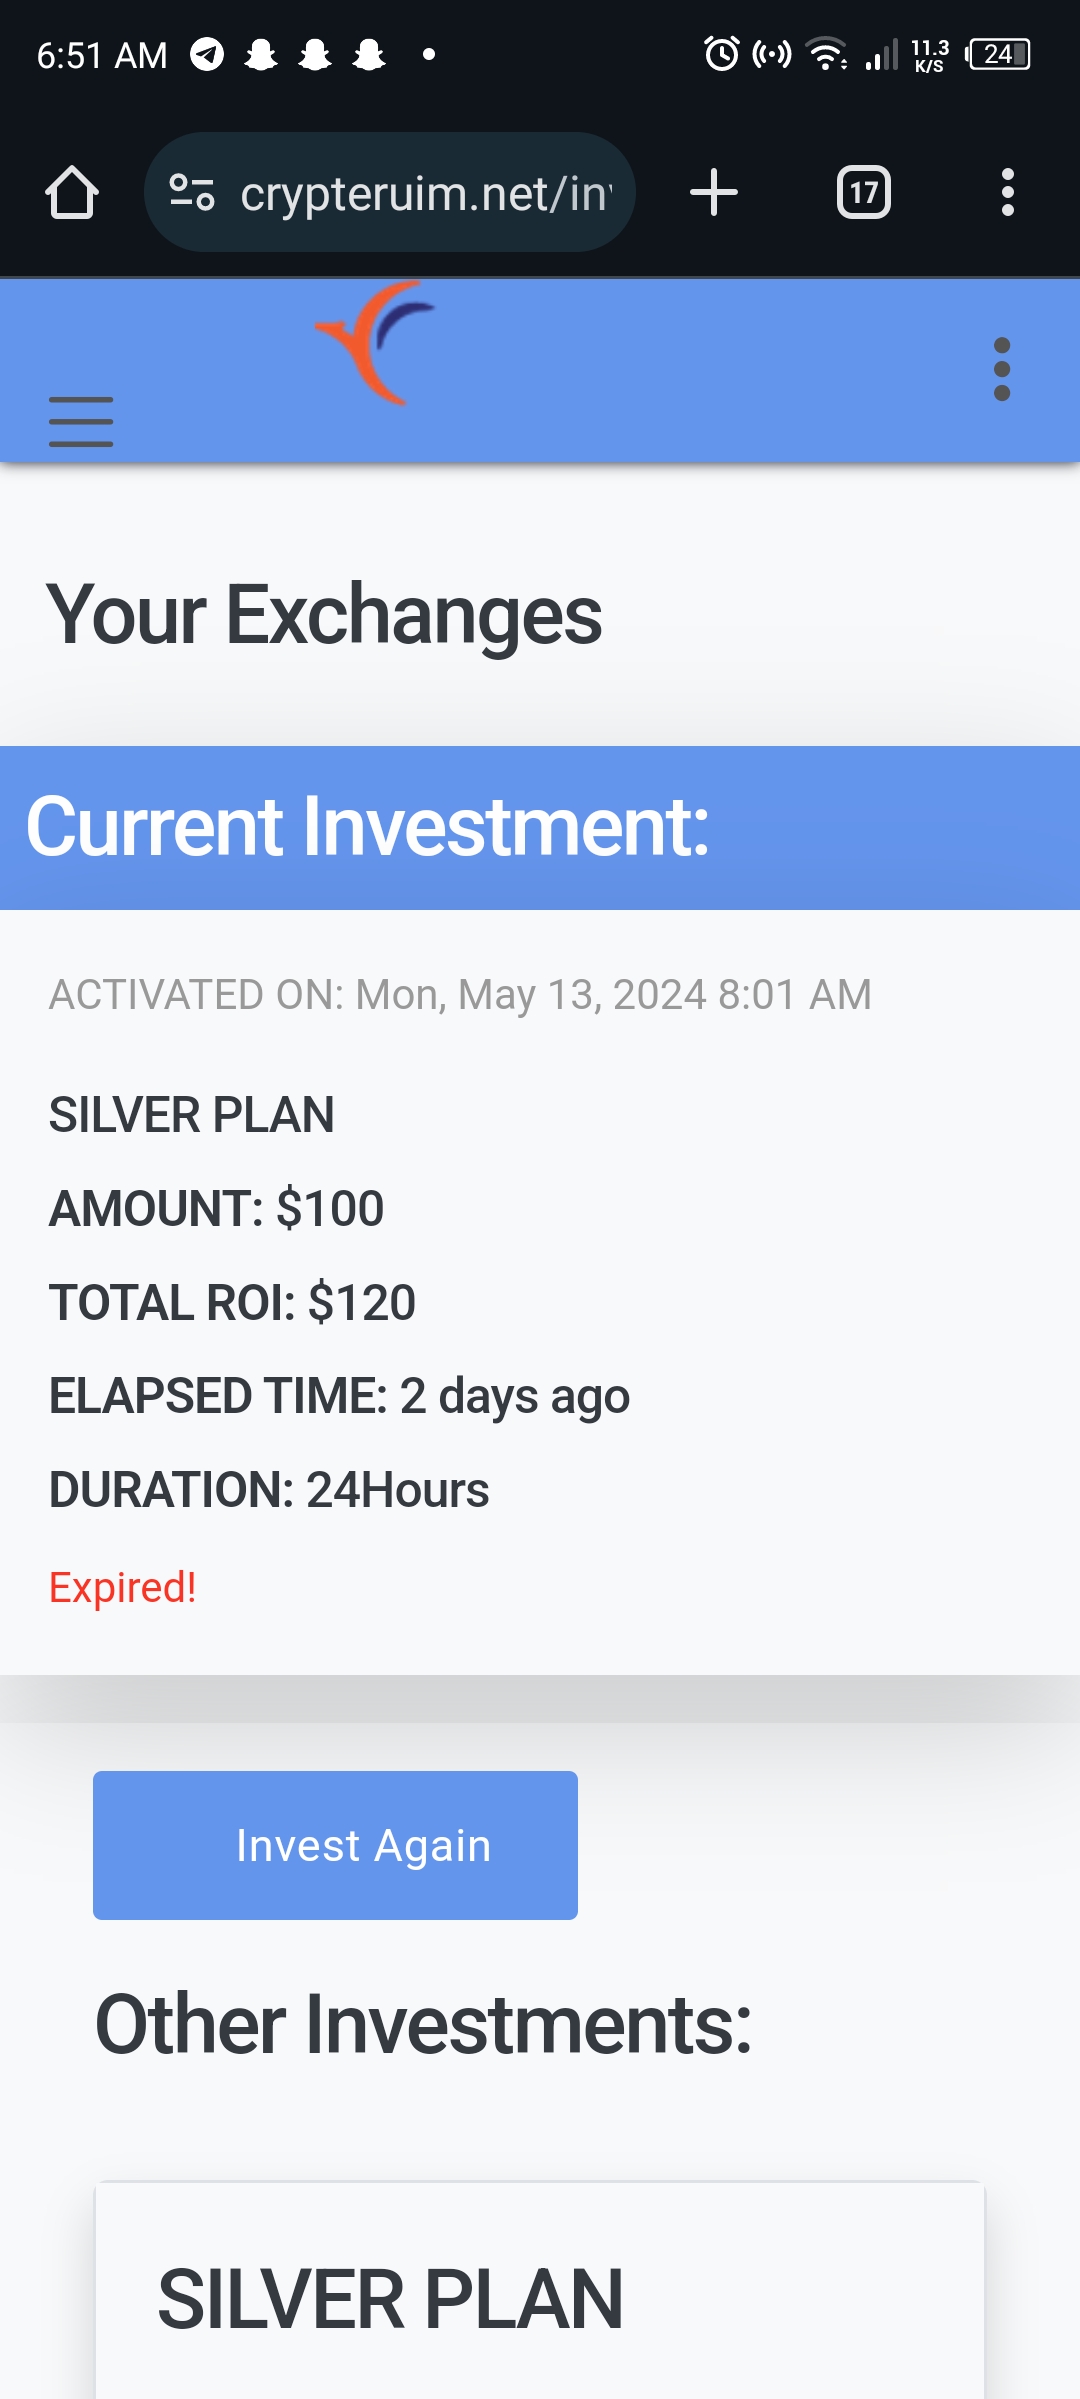 6:51 AM
11.3 K/S
24
crypteruim.net/in
17
Your Exchanges
Current Investment:
ACTIVATED ON: Mon, May 13, 2024 8:01 AM
SILVER PLAN
AMOUNT: $100
TOTAL ROI: $120
ELAPSED TIME: 2 days ago
DURATION: 24Hours
Expired!
Invest Again
Other Investments:
SILVER PLAN